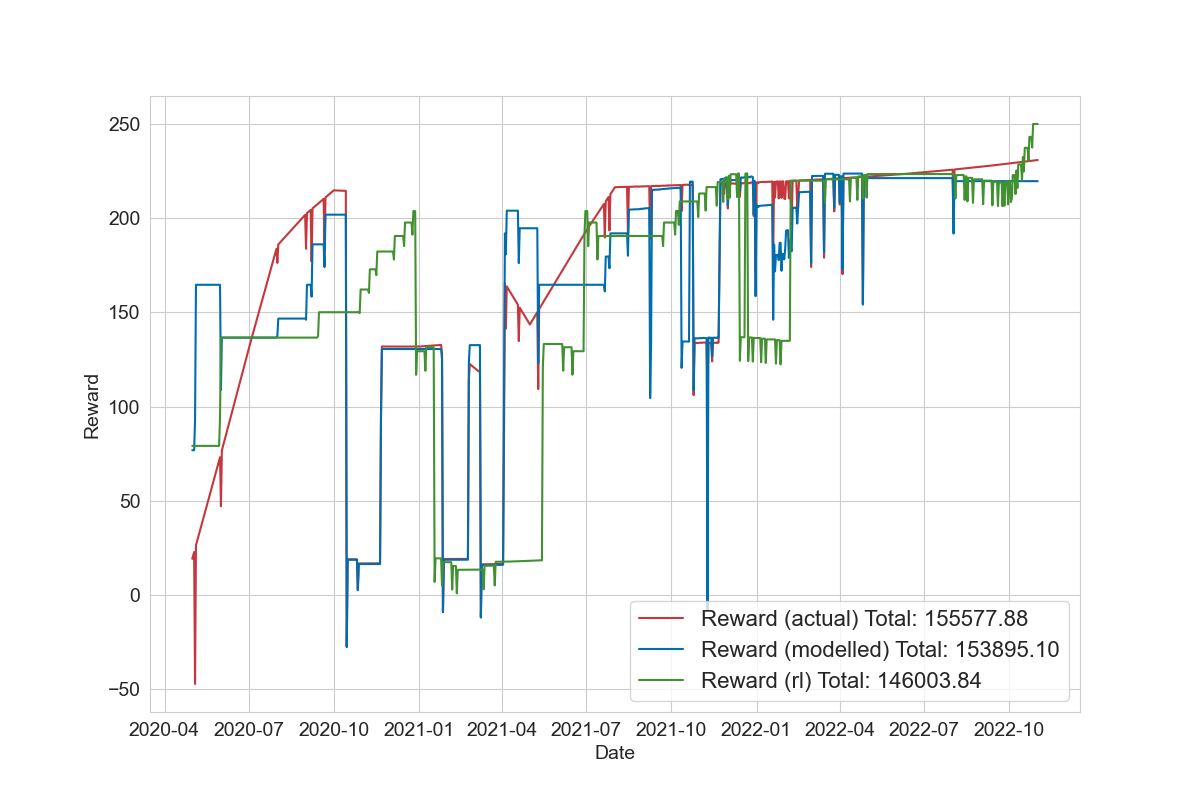 250
200
150
100
50
0
−50
Reward
Reward (actual) Total: 155577.88
Reward (modelled) Total: 153895.10
Reward (rl) Total: 146003.84
2020-04 2020-07 2020-10 2021-01 2021-04 2021-07 2021-10 2022-01 2022-04 2022-07 2022-10
Date